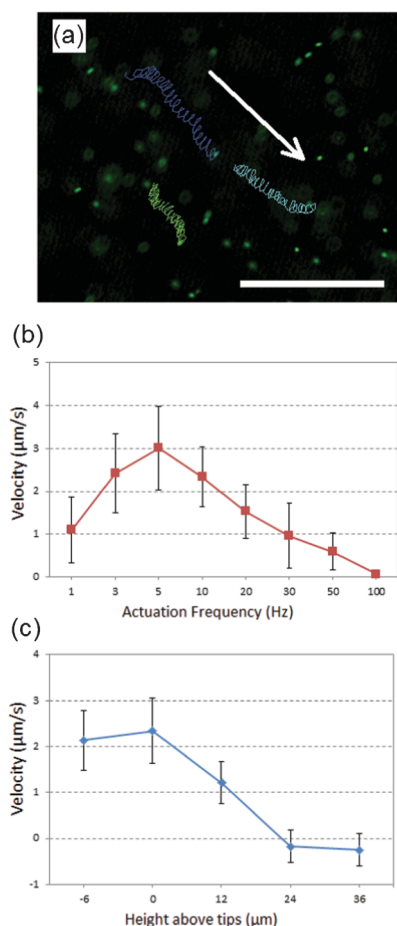 (a)
(b)
5
4
3
2
1
0
Velocity (μm/s)
1 3 5 10 20 30 50 100
Actuation Frequency (Hz)
(c)
4
3
2
1
0
-1
Velocity (μm/s)
-6 0 12 24 36
Height above tips (μm)